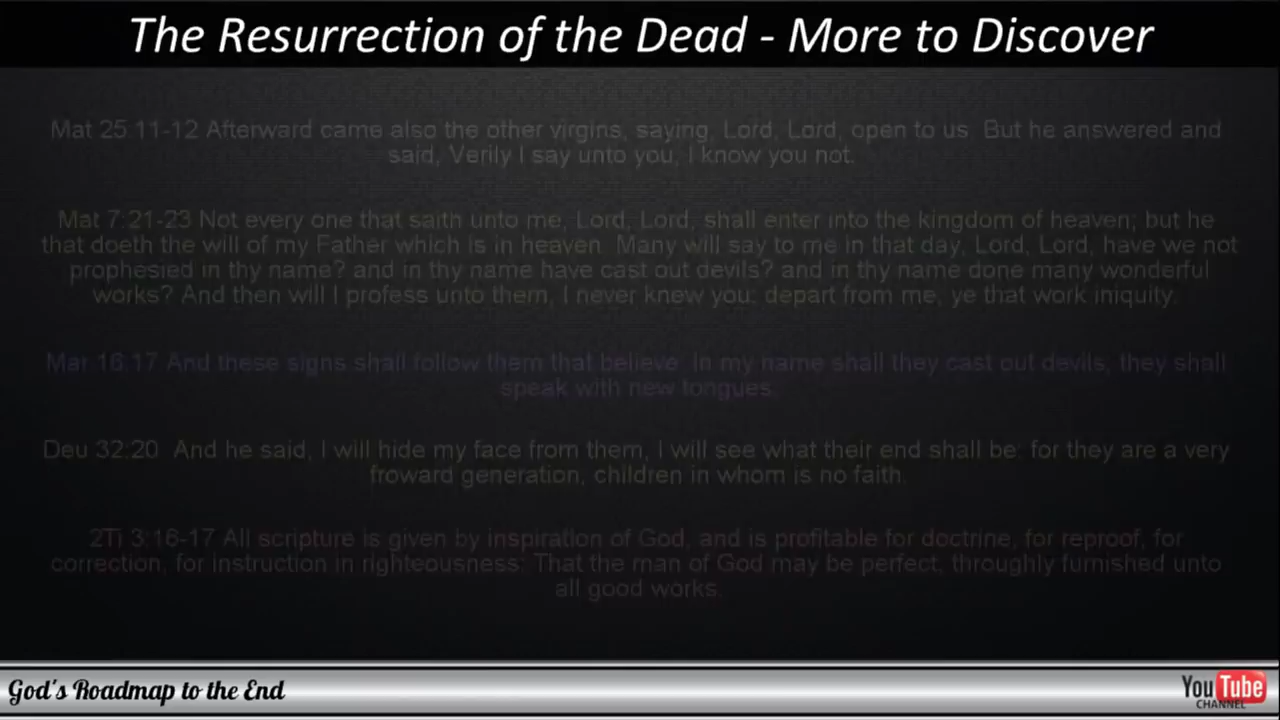 The Resurrection of the Dead - More to Discover
Mat 25:11-12 Afterward came also the other virgins, saying, Lord, Lord, open to us. But he answered and
said, Verily I say unto you, I know you not.
Mat 7:21-23 Not every one that saith unto me, Lord, Lord, shall enter into the kingdom of heaven; but he
that doeth the will of my Father which is in heaven. Many will say to me in that day, Lord, Lord, have we not
prophesied in thy name? and in thy name have cast out devils? and in thy name done many wonderful
works? And then will I profess unto them, I never knew you: depart from me, ye that work iniquity.
Mar 16:17 And these signs shall follow them that believe; In my name shall they cast out devils; they shall
speak with new tongues;
Deu 32:20 And he said, I will hide my face from them, I will see what their end shall be: for they are a very
froward generation, children in whom is no faith.
2Ti 3:16-17 All scripture is given by inspiration of God, and is profitable for doctrine, for reproof, for
correction, for instruction in righteousness: That the man of God may be perfect, throughly furnished unto
all good works.
God's Roadmap to the End
YouTube
CHANNEL